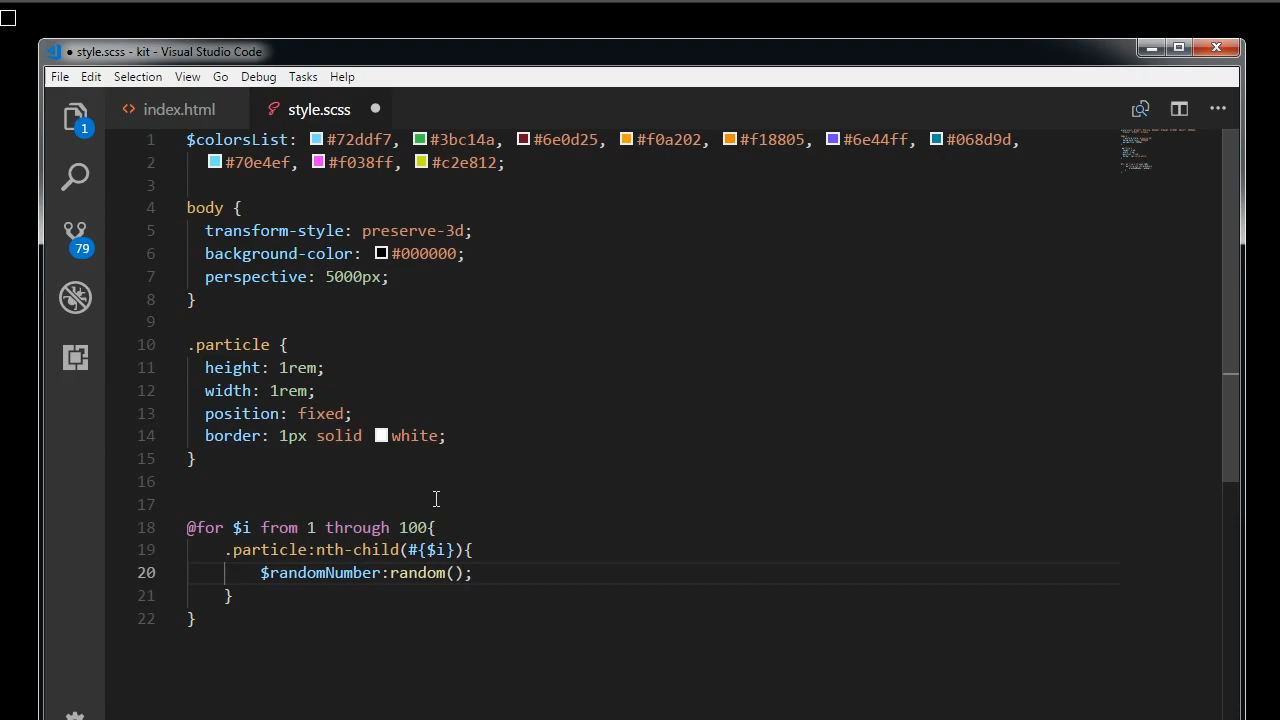 ● style.scss - kit - Visual Studio Code
File Edit Selection View Go Debug Tasks Help
1
index.html
style.scss ●
79
1 $colorsList: #72ddf7, #3bc14a, #6e0d25, #f0a202, #f18805, #6e44ff, #068d9d,
2 #70e4ef, #f038ff, #c2e812;
3
4 body {
5 transform-style: preserve-3d;
6 background-color: #000000;
7 perspective: 5000px;
8 }
9
10 .particle {
11 height: 1rem;
12 width: 1rem;
13 position: fixed;
14 border: 1px solid white;
15 }
16
17
18 @for $i from 1 through 100{
19 .particle:nth-child(#{$i}){
20 $randomNumber:random();
21 }
22 }